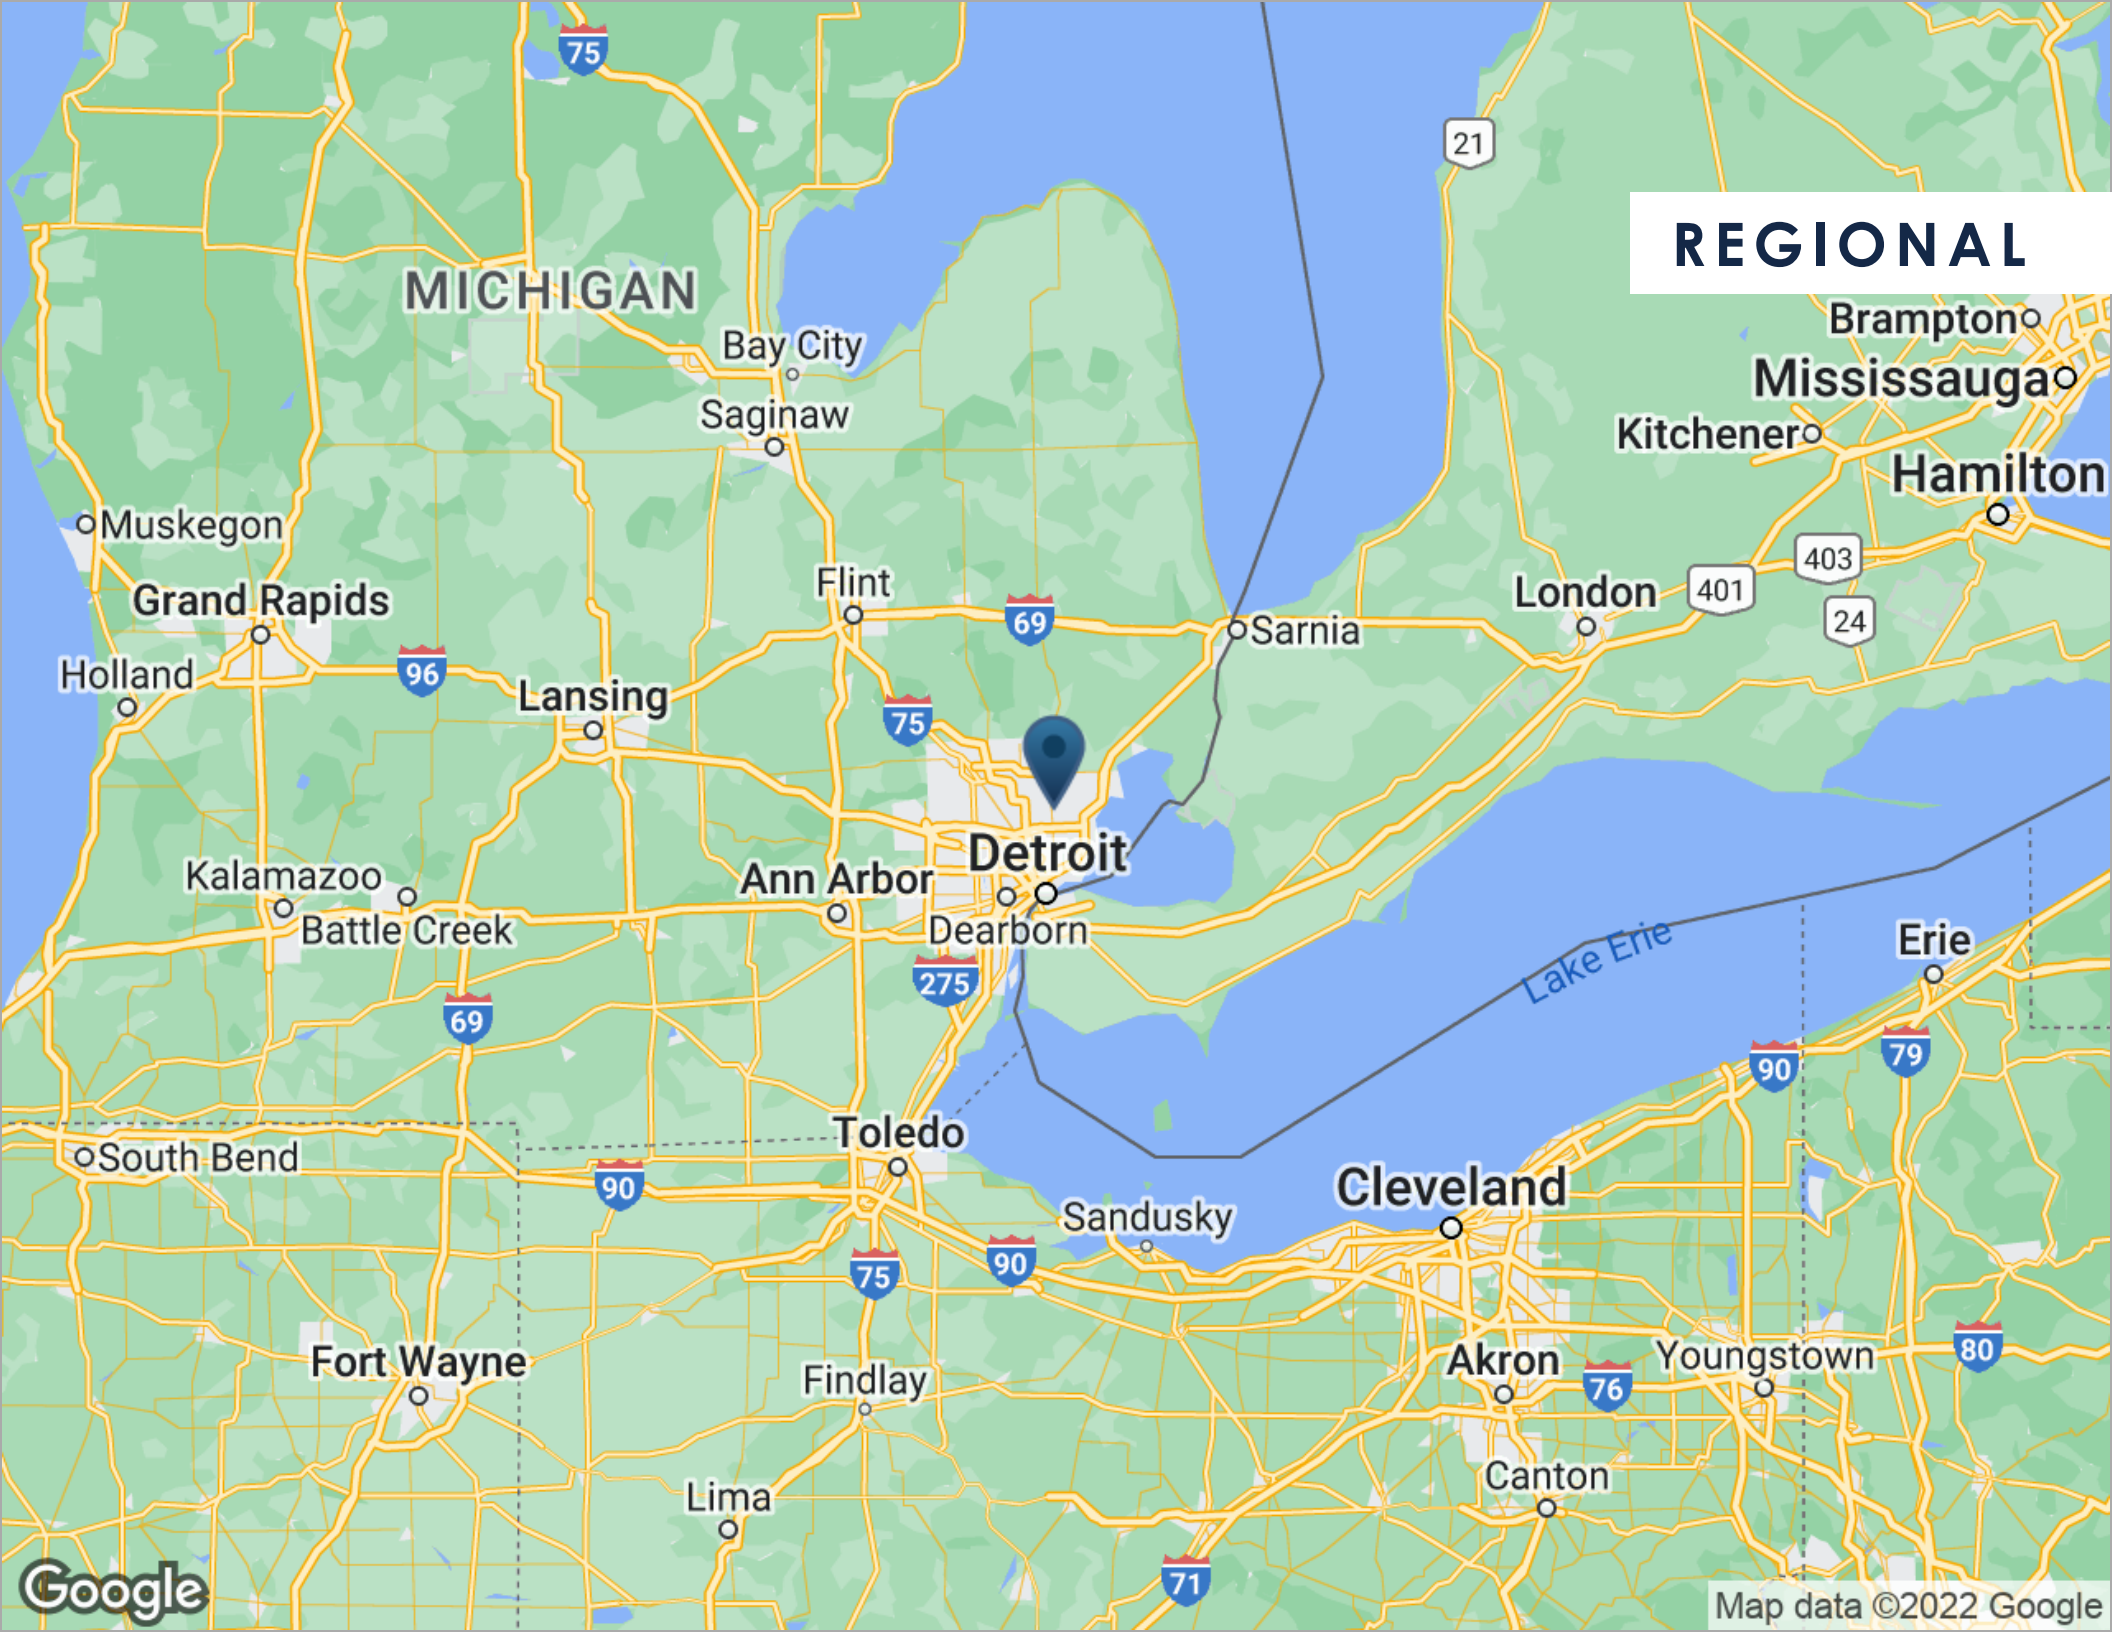 75
21
REGIONAL
MICHIGAN
Brampton
Bay City
Mississauga
Saginaw
Kitchener
Hamilton
Muskegon
403
Flint
Grand Rapids
London
401
69
24
Sarnia
Holland
96
Lansing
75
Detroit
Kalamazoo
Ann Arbor
Battle Creek
Dearborn
Lake Erie
Erie
275
69
79
90
Toledo
South Bend
90
Cleveland
Sandusky
90
75
Fort Wayne
Findlay
Akron
Youngstown
80
76
Canton
Lima
71
Google
Map data ©2022 Google